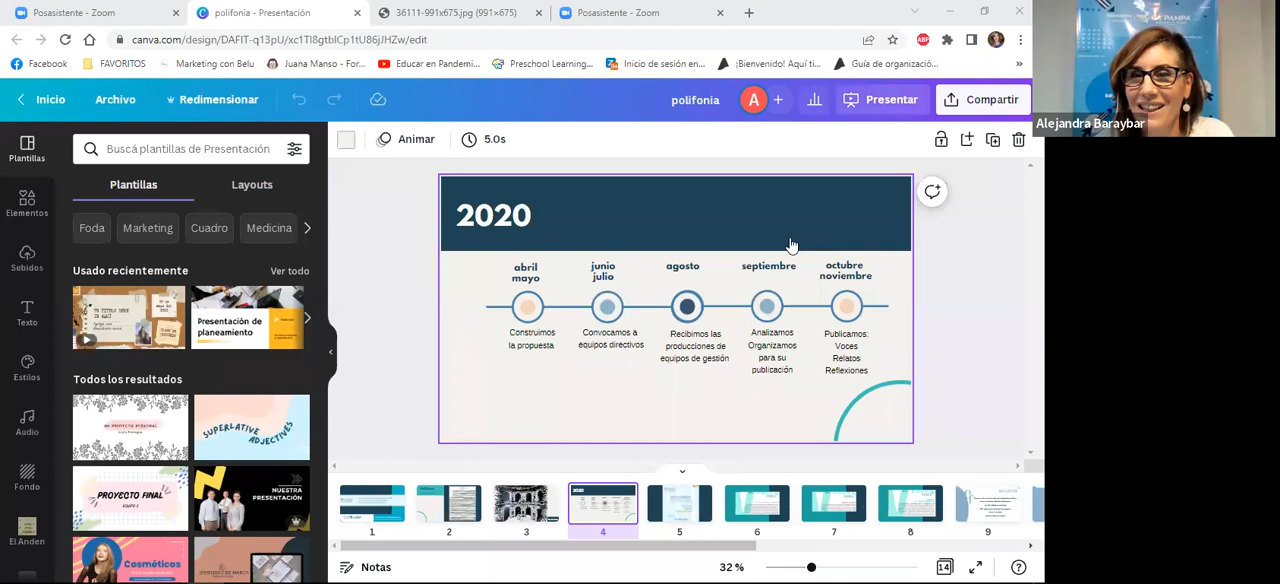 Posasistente - Zoom
polifonia - Presentación
36111-991x675.jpg (991×675)
Posasistente - Zoom
canva.com/design/DAFIT-q13pU/xc1Tl8gtblCp1tU86jJHZw/edit
ABP
Facebook
FAVORITOS
Marketing con Belu
Juana Manso - For...
Educar en Pandemi...
Preschool Learning...
Inicio de sesión en...
¡Bienvenido! Aquí ti...
Guía de organizació...
Inicio
Archivo
Redimensionar
polifonia
A
Presentar
Compartir
PAMPA
Alejandra Baraybar
Animar
5.0s
Plantillas
Elementos
Subidos
Texto
Estilos
Audio
Fondo
El Anden
Buscá plantillas de Presentación
Plantillas
Layouts
Foda
Marketing
Cuadro
Medicina
Usado recientemente
Ver todo
Presentación de
planeamiento
Todos los resultados
MI PROYECTO PERSONAL
SUPERLATIVE
ADJECTIVES
PROYECTO FINAL
NUESTRA
PRESENTACIÓN
Cosméticos
2020
abril
mayo
junio
julio
agosto
septiembre
octubre
noviembre
Construimos
la propuesta
Convocamos a
equipos directivos
Recibimos las
producciones de
equipos de gestión
Analizamos
Organizamos
para su
publicación
Publicamos:
Voces
Relatos
Reflexiones
2020
1
2
3
4
5
6
7
8
9
Notas
32 %
14